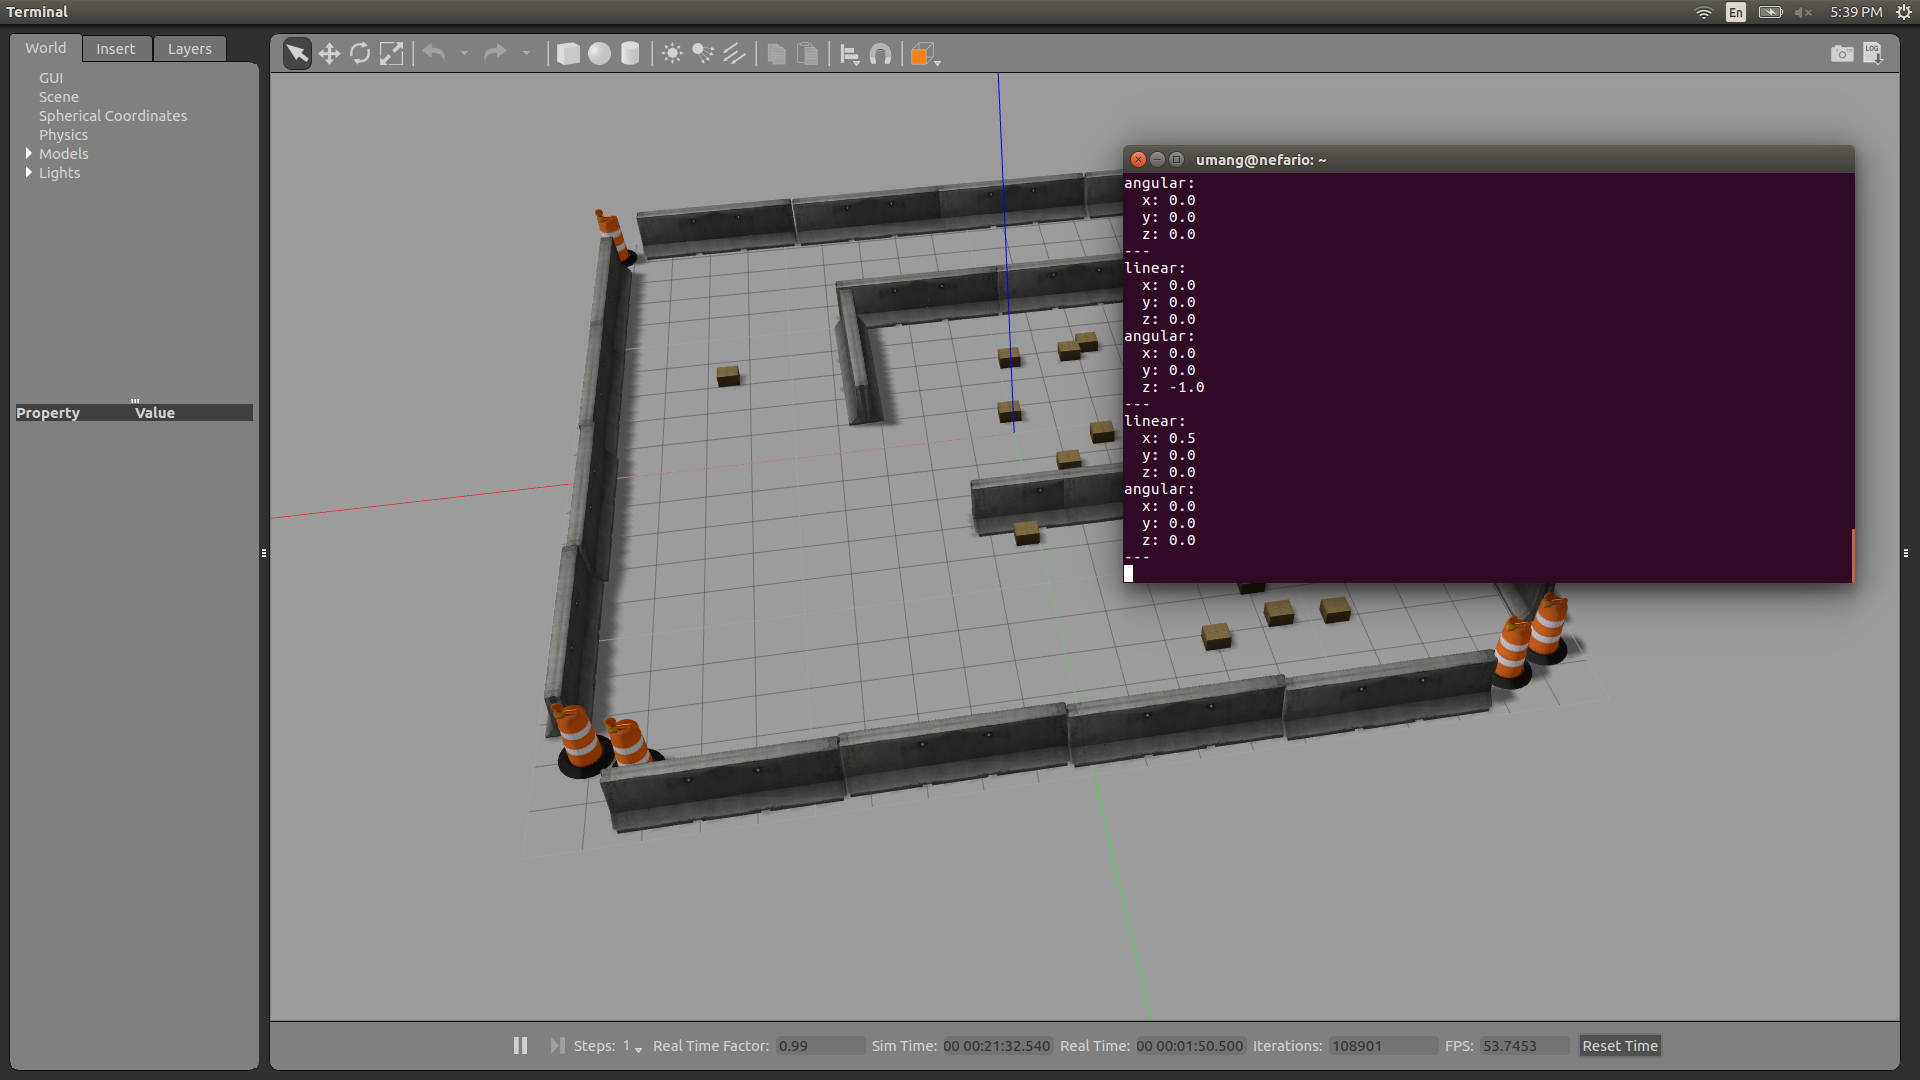 Terminal
En
5:39 PM
World
Insert
Layers
LOG
GUI
Scene
Spherical Coordinates
Physics
Models
Lights
Property Value
umang@nefario: ~
angular:
x: 0.0
y: 0.0
z: 0.0
---
linear:
x: 0.0
y: 0.0
z: 0.0
angular:
x: 0.0
y: 0.0
z: -1.0
---
linear:
x: 0.5
y: 0.0
z: 0.0
angular:
x: 0.0
y: 0.0
z: 0.0
---
Steps: 1 Real Time Factor: 0.99 Sim Time: 00 00:21:32.540 Real Time: 00 00:01:50.500 Iterations: 108901 FPS: 53.7453 Reset Time